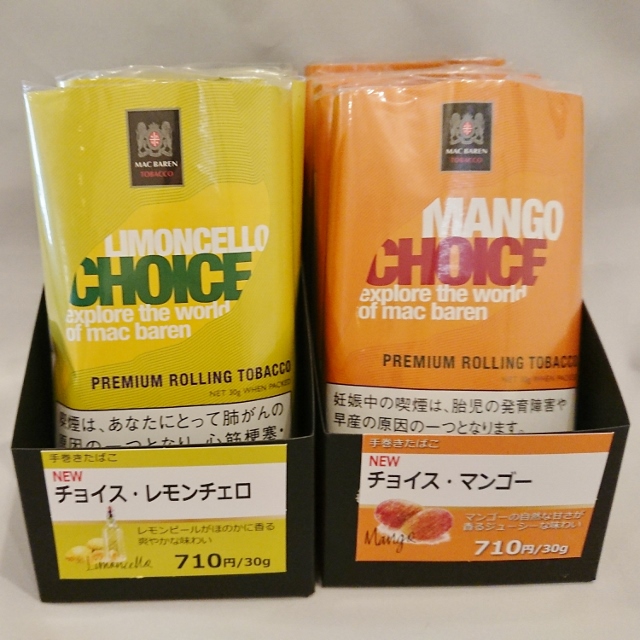 MAC BAREN
TOBACCO
LIMONCELLO
CHOICE
explore the world
of mac baren
PREMIUM ROLLING TOBACCO
NET 30g WHEN PACKED
喫煙は、あなたにとって肺がんの
原因の一つとなり、心筋梗塞・
手巻きたばこ
NEW
チョイス・レモンチェロ
レモンピールがほのかに香る
爽やかな味わい
Limoncella
710円/30g
MAC BAREN
TOBACCO
MANGO
CHOICE
explore the world
of mac baren
PREMIUM ROLLING TOBACCO
NET 30g WHEN PACKED
妊娠中の喫煙は、胎児の発育障害や
早産の原因の一つとなります。
手巻きたばこ
NEW
チョイス・マンゴー
マンゴーの自然な甘さが
香るジューシーな味わい
Mango
710円/30g